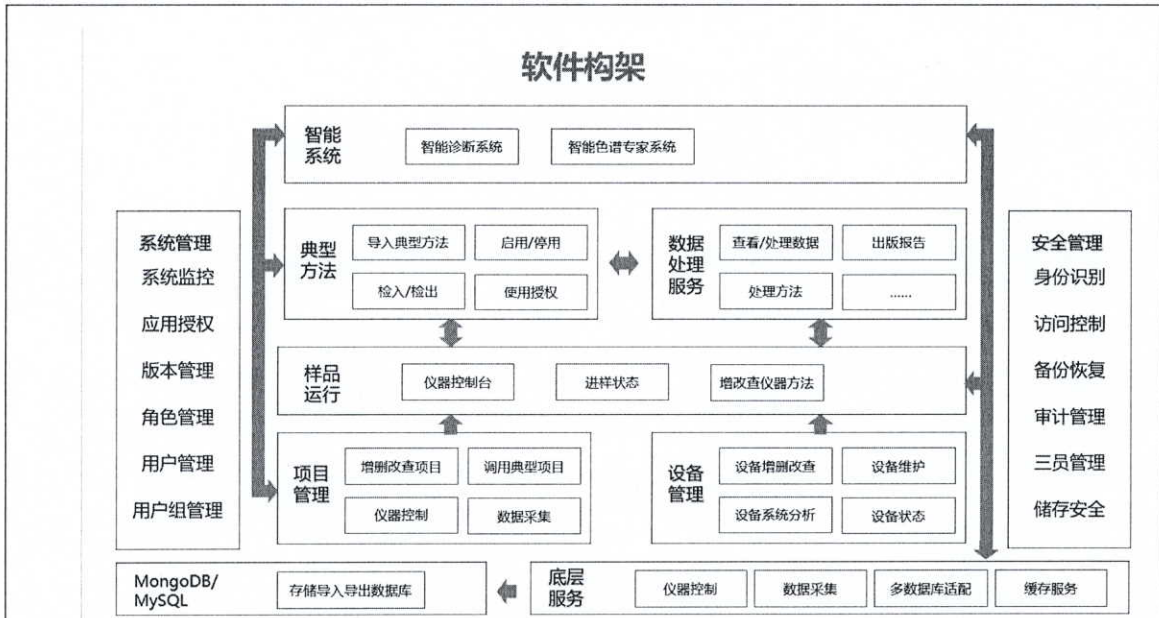 软件构架
智能
系统
智能诊断系统
智能色谱专家系统
系统管理
系统监控
应用授权
版本管理
角色管理
用户管理
用户组管理
典型
方法
导入典型方法
启用/停用
检入/检出
使用授权
数据
处理
服务
查看/处理数据
出版报告
处理方法
......
安全管理
身份识别
访问控制
备份恢复
审计管理
三员管理
储存安全
样品
运行
仪器控制台
进样状态
增改查仪器方法
项目
管理
增删改查项目
调用典型项目
仪器控制
数据采集
设备
管理
设备增删改查
设备维护
设备系统分析
设备状态
MongoDB/
MySQL
存储导入导出数据库
底层
服务
仪器控制
数据采集
多数据库适配
缓存服务